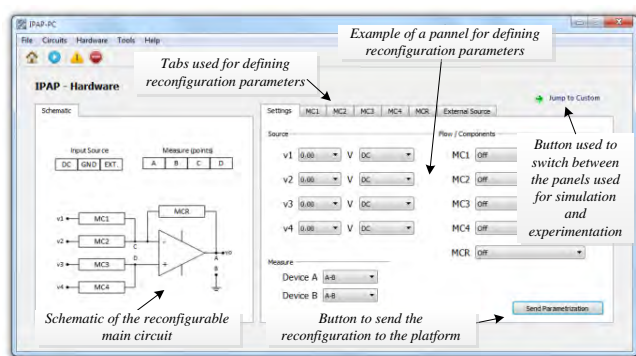 IPAP-PC
File Circuits Hardware Tools Help
Example of a pannel for defining
reconfiguration parameters
Tabs used for defining
reconfiguration parameters
IPAP - Hardware
Jump to Custom
Schematic
Settings MC1 MC2 MC3 MC4 MCR External Source
Source
Flow / Components
Input Source
Measure (points)
DC GND EXT.
A B C D
v1 0.00 V DC
MC1 Off
v2 0.00 V DC
MC2 Off
v3 0.00 V DC
MC3 Off
v4 0.00 V DC
MC4 Off
MCR Off
Button used to
switch between
the panels used
for simulation
and
experimentation
MCR
v1 MC1
v2 MC2
C
-
v3 MC3
D
+
v0
A
B
v4 MC4
Measure
Device A A-B
Device B A-B
Send Parametrization
Schematic of the reconfigurable
main circuit
Button to send the
reconfiguration to the platform